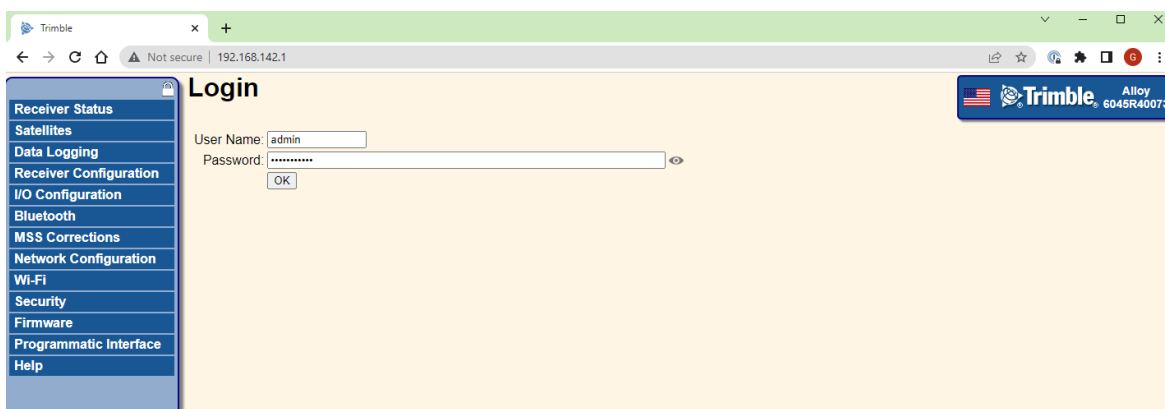 Trimble
Not secure | 192.168.142.1
G
Login
Trimble
Alloy
6045R40073
Receiver Status
Satellites
Data Logging
Receiver Configuration
I/O Configuration
Bluetooth
MSS Corrections
Network Configuration
Wi-Fi
Security
Firmware
Programmatic Interface
Help
User Name: admin
Password: •••••••••••
OK